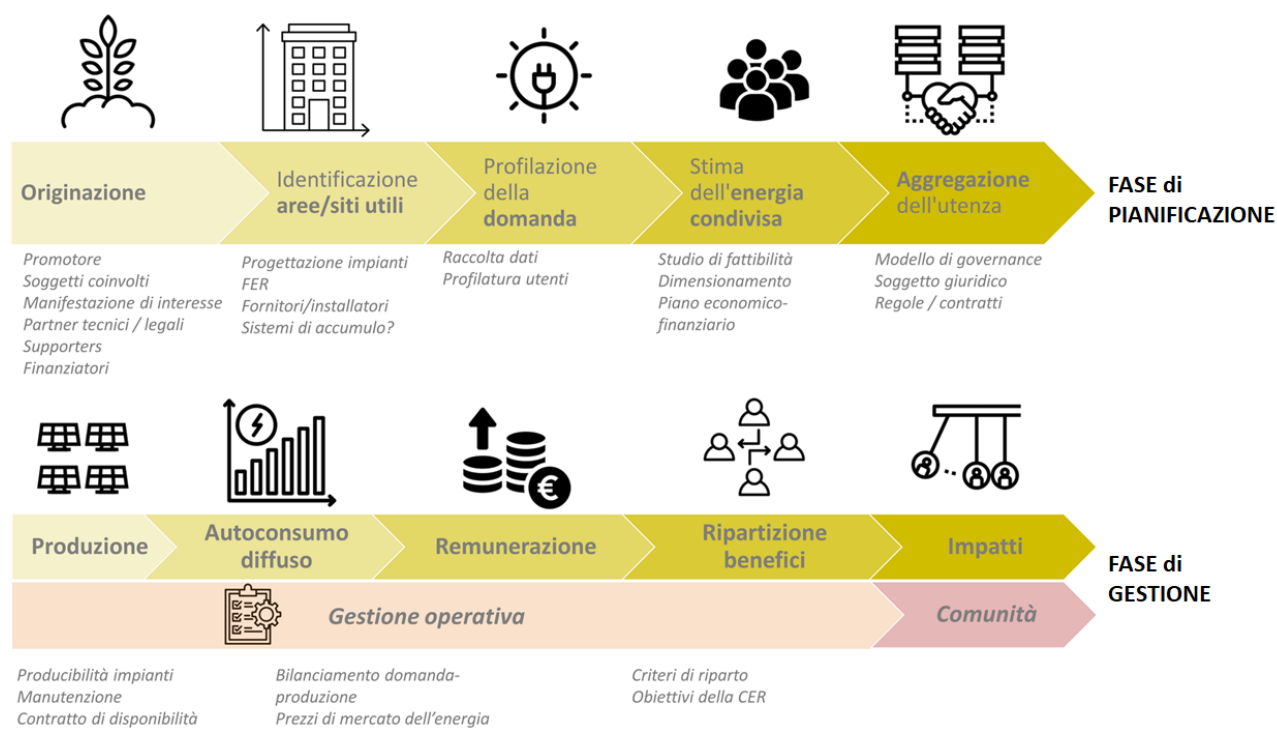 Originazione
Identificazione
aree/siti utili
Profilazione
della
domanda
Stima
dell'energia
condivisa
Aggregazione
dell'utenza
FASE di
PIANIFICAZIONE
Promotore
Soggetti coinvolti
Manifestazione di interesse
Partner tecnici / legali
Supporters
Finanziatori
Progettazione impianti
FER
Fornitori/installatori
Sistemi di accumulo?
Raccolta dati
Profilatura utenti
Studio di fattibilità
Dimensionamento
Piano economico-
finanziario
Modello di governance
Soggetto giuridico
Regole / contratti
Produzione
Autoconsumo
diffuso
Remunerazione
Ripartizione
benefici
Impatti
FASE di
GESTIONE
Gestione operativa
Comunità
Producibilità impianti
Manutenzione
Contratto di disponibilità
Bilanciamento domanda-
produzione
Prezzi di mercato dell’energia
Criteri di riparto
Obiettivi della CER